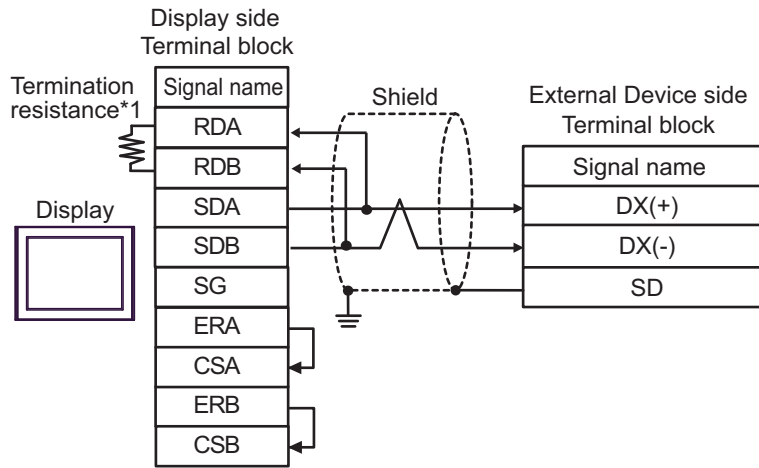 Display side
Terminal block
Termination
resistance*1
Signal name
RDA
RDB
SDA
SDB
SG
ERA
CSA
ERB
CSB
Display
Shield
External Device side
Terminal block
Signal name
DX(+)
DX(-)
SD